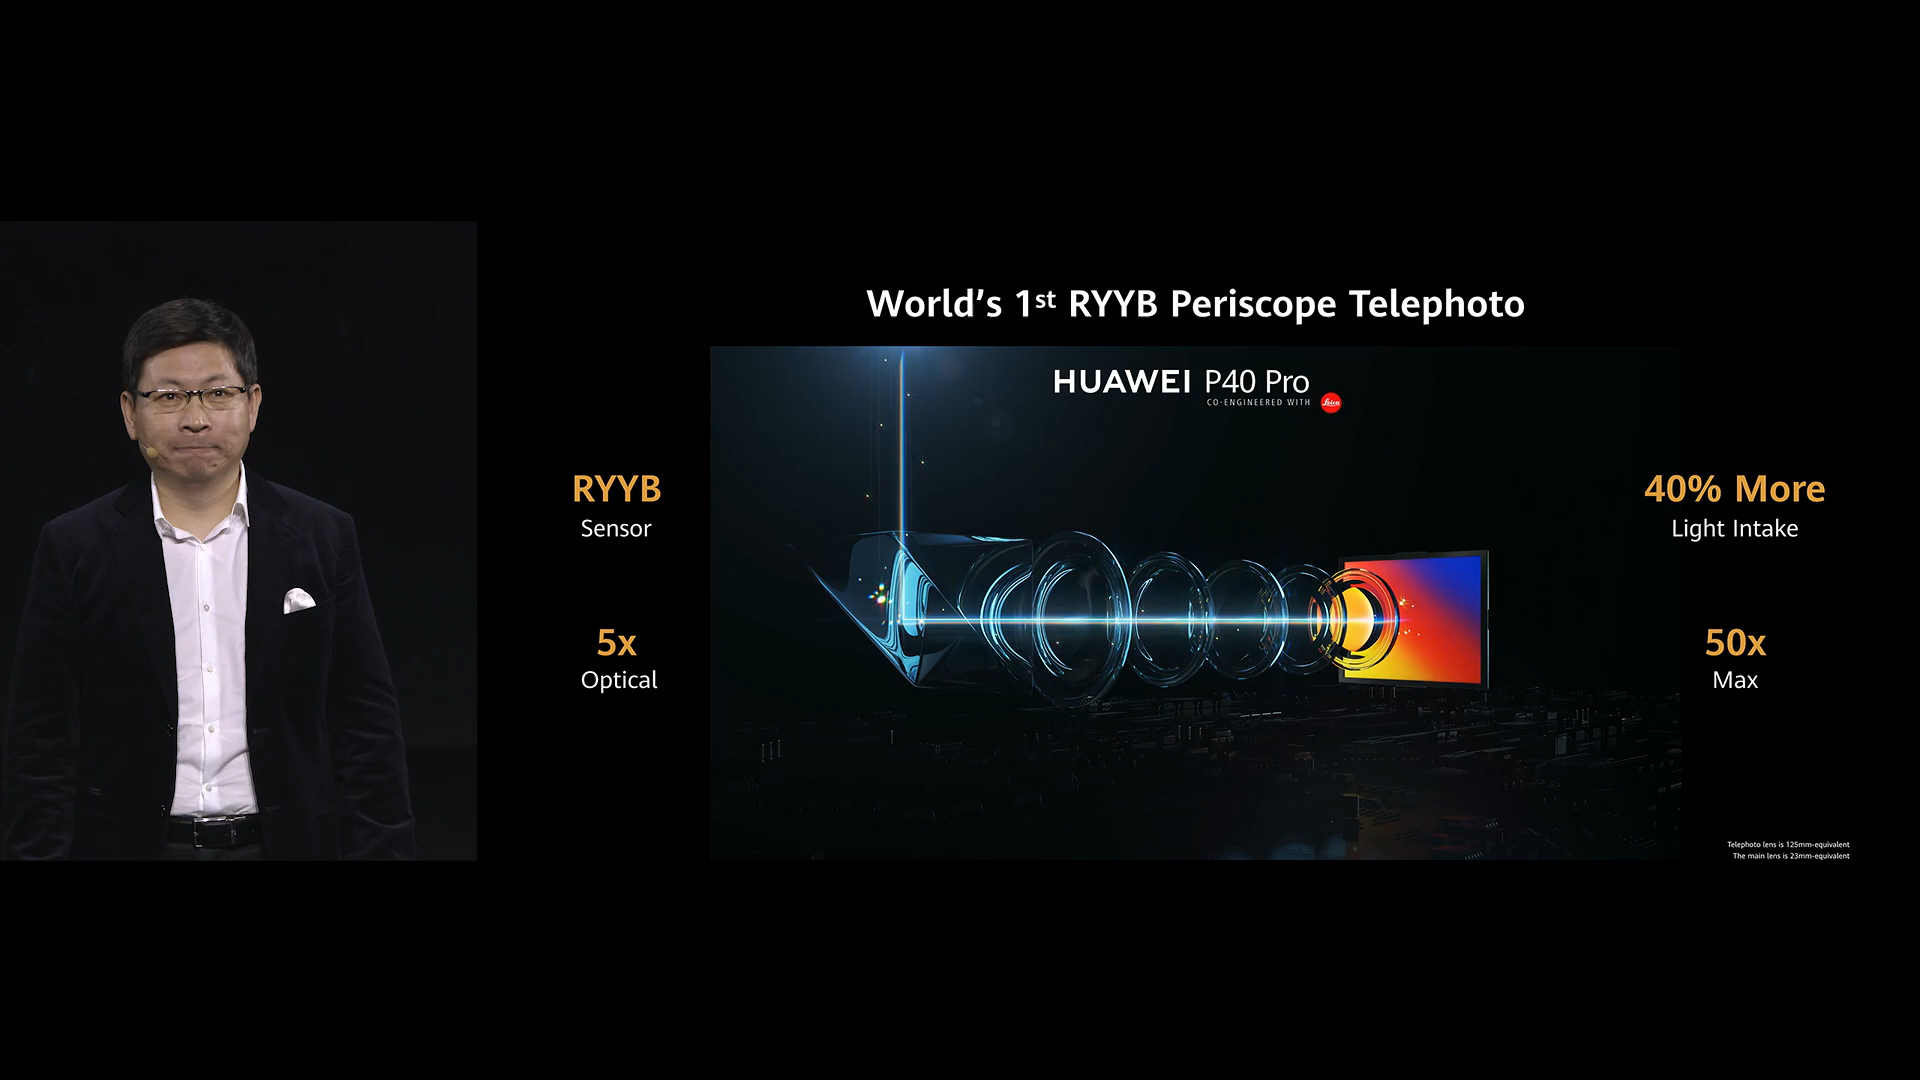 World's 1st RYYB Periscope Telephoto
HUAWEI P40 Pro
CO-ENGINEERED WITH Leica
RYYB
Sensor
5x
Optical
40% More
Light Intake
50x
Max
Telephoto lens is 125mm-equivalent
The main lens is 23mm-equivalent